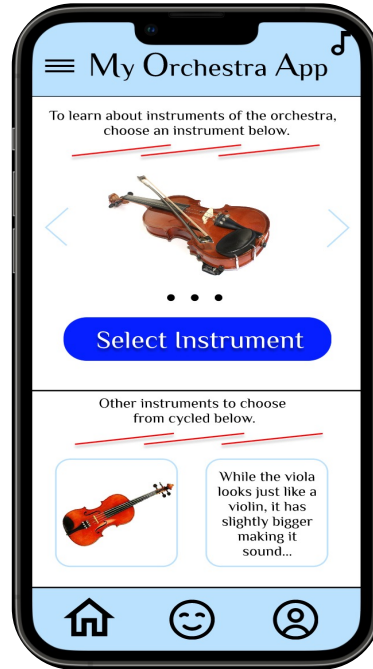 My Orchestra App
To learn about instruments of the orchestra,
choose an instrument below.
Select Instrument
Other instruments to choose
from cycled below.
While the viola
looks just like a
violin, it has
slightly bigger
making it
sound...